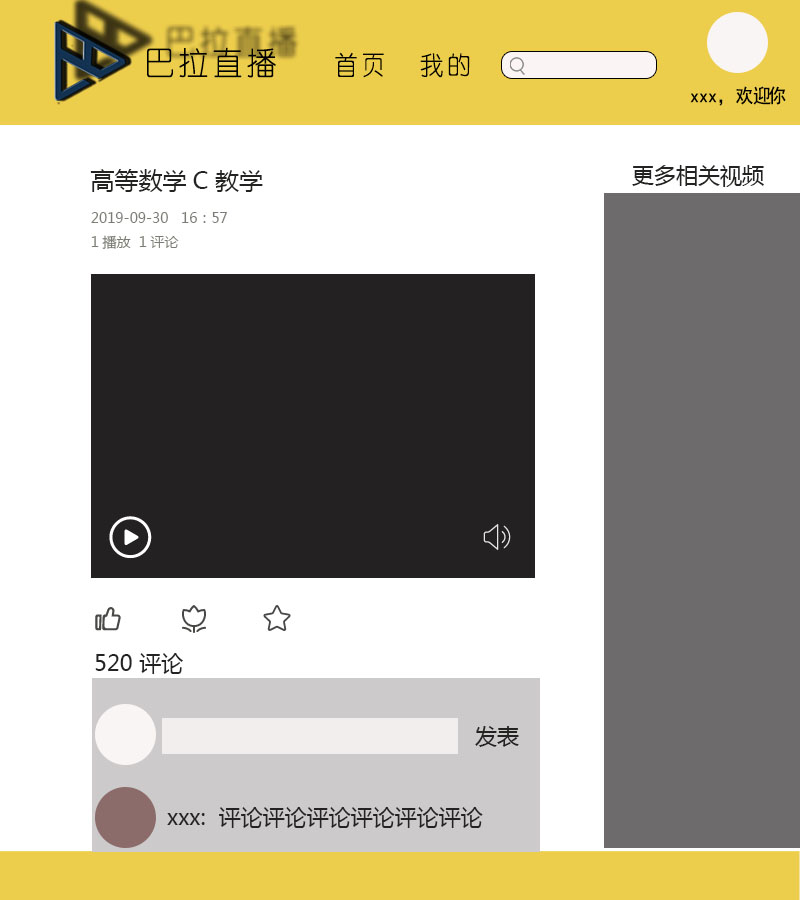 巴拉直播
巴拉直播 首页 我的
xxx，欢迎你
高等数学 C 教学
2019-09-30 16：57
1 播放 1 评论
更多相关视频
520 评论
发表
xxx: 评论评论评论评论评论评论